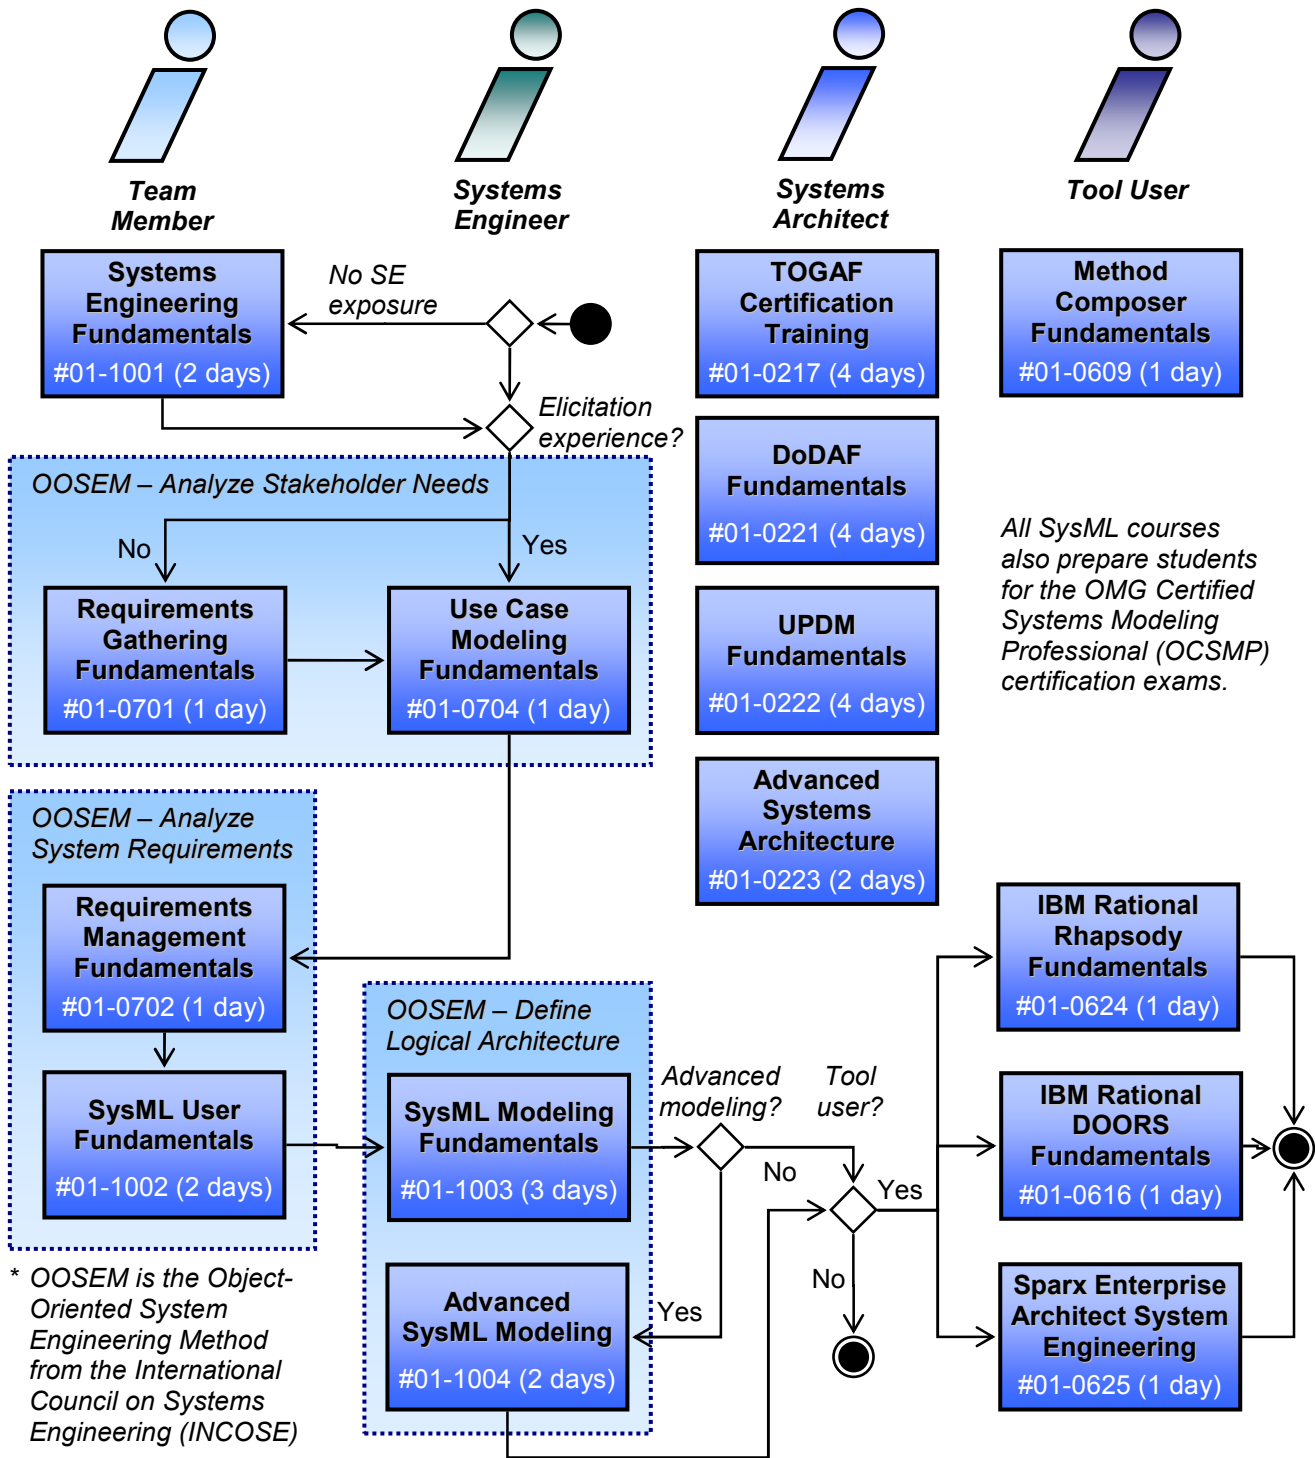 Team
Member
Systems
Engineer
Systems
Architect
Tool User
Systems
Engineering
Fundamentals
#01-1001 (2 days)
No SE
exposure
TOGAF
Certification
Training
#01-0217 (4 days)
Method
Composer
Fundamentals
#01-0609 (1 day)
Elicitation
experience?
DoDAF
Fundamentals
#01-0221 (4 days)
OOSEM – Analyze Stakeholder Needs
No
Yes
All SysML courses
also prepare students
for the OMG Certified
Systems Modeling
Professional (OCSMP)
certification exams.
Requirements
Gathering
Fundamentals
#01-0701 (1 day)
Use Case
Modeling
Fundamentals
#01-0704 (1 day)
UPDM
Fundamentals
#01-0222 (4 days)
Advanced
Systems
Architecture
#01-0223 (2 days)
OOSEM – Analyze
System Requirements
Requirements
Management
Fundamentals
#01-0702 (1 day)
IBM Rational
Rhapsody
Fundamentals
#01-0624 (1 day)
OOSEM – Define
Logical Architecture
SysML User
Fundamentals
#01-1002 (2 days)
SysML Modeling
Fundamentals
#01-1003 (3 days)
Advanced
modeling?
Tool
user?
No
Yes
IBM Rational
DOORS
Fundamentals
#01-0616 (1 day)
No
Yes
Advanced
SysML Modeling
#01-1004 (2 days)
Sparx Enterprise
Architect System
Engineering
#01-0625 (1 day)
* OOSEM is the Object-
Oriented System
Engineering Method
from the International
Council on Systems
Engineering (INCOSE)